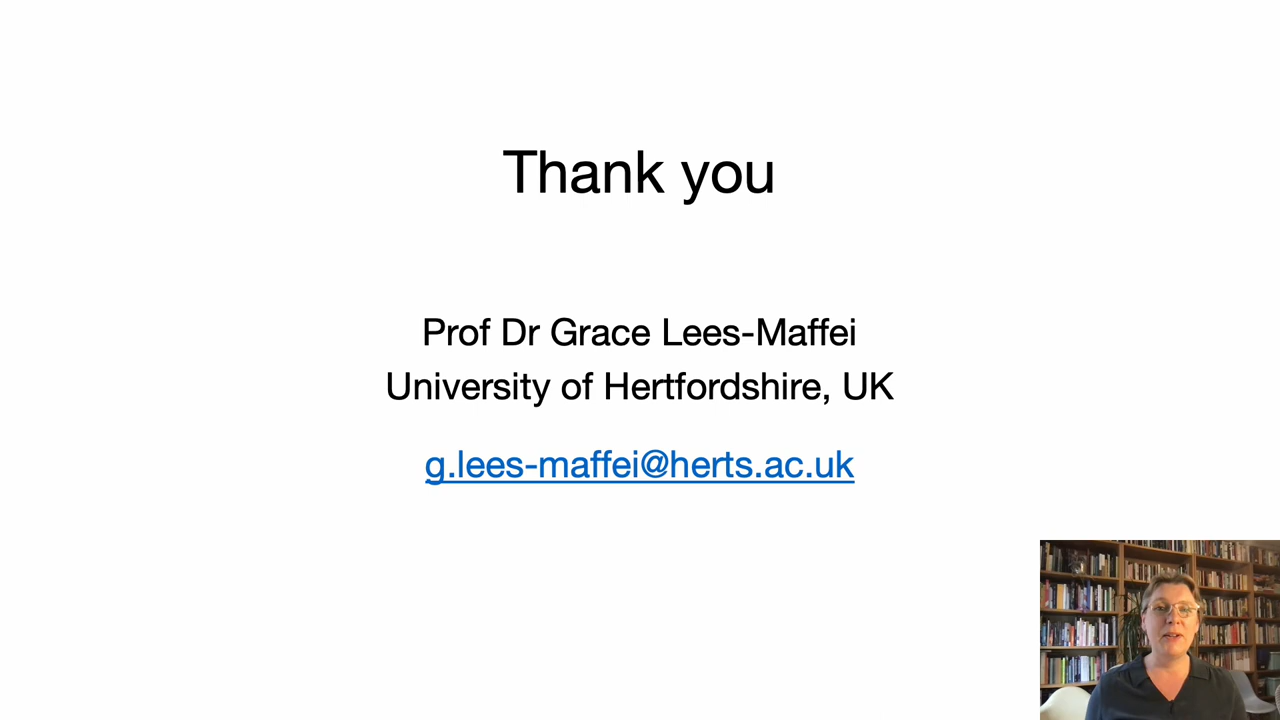 Thank you
Prof Dr Grace Lees-Maffei
University of Hertfordshire, UK
g.lees-maffei@herts.ac.uk